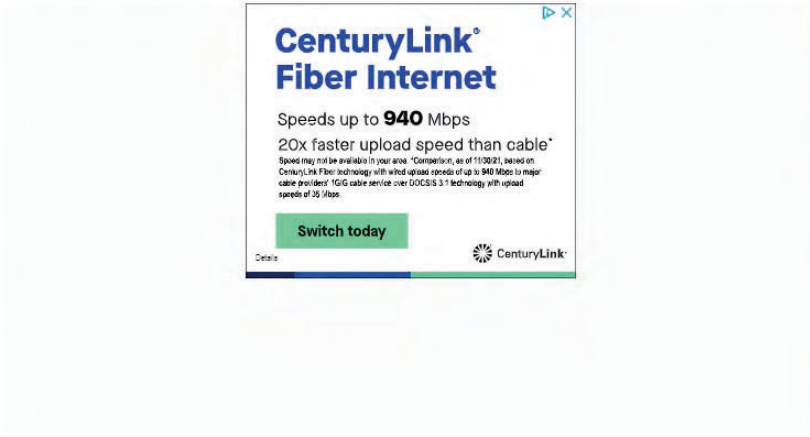 CenturyLink®
Fiber Internet
Speeds up to 940 Mbps
20x faster upload speed than cable*
Speed may not be available in your area. *Comparison, as of 11/30/21, based on
CenturyLink Fiber technology with wired upload speeds of up to 940 Mbps to major
cable providers' 1GIG cable service over DOCSIS 3.1 technology with upload
speeds of 35 Mbps.
Switch today
Details
CenturyLink